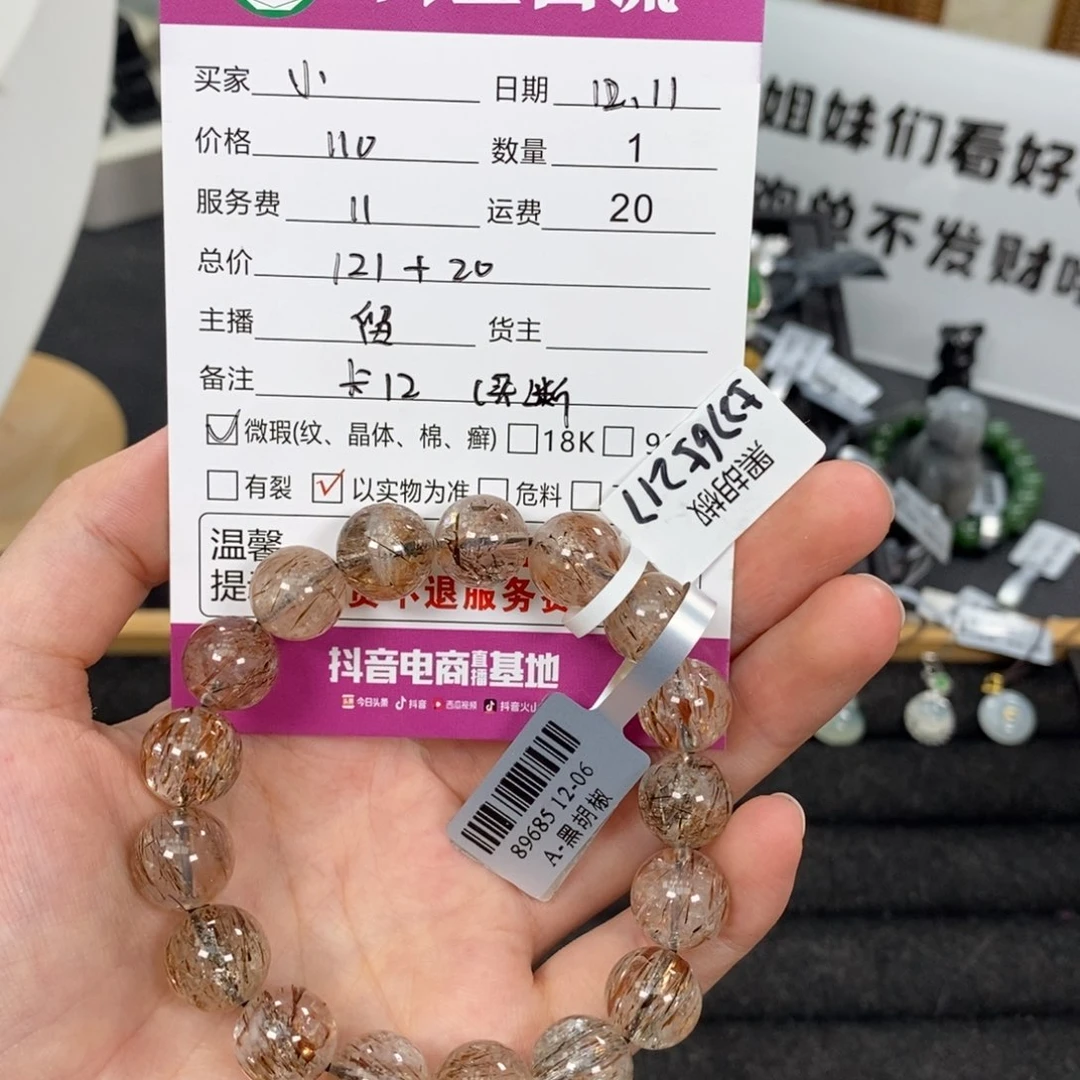 买家 小 日期 12.11
价格 110 数量 1
服务费 11 运费 20
总价 121+20
主播 货主
备注 卡12 (买断
微瑕(纹、晶体、棉、癣) 18K
有裂 以实物为准 危料
温馨
不退服务费
抖音电商直播基地
今日头条 抖音 西瓜视频 抖音火山
黑胡椒
89685 12-06
A-黑胡椒
姐妹们看好
不发财